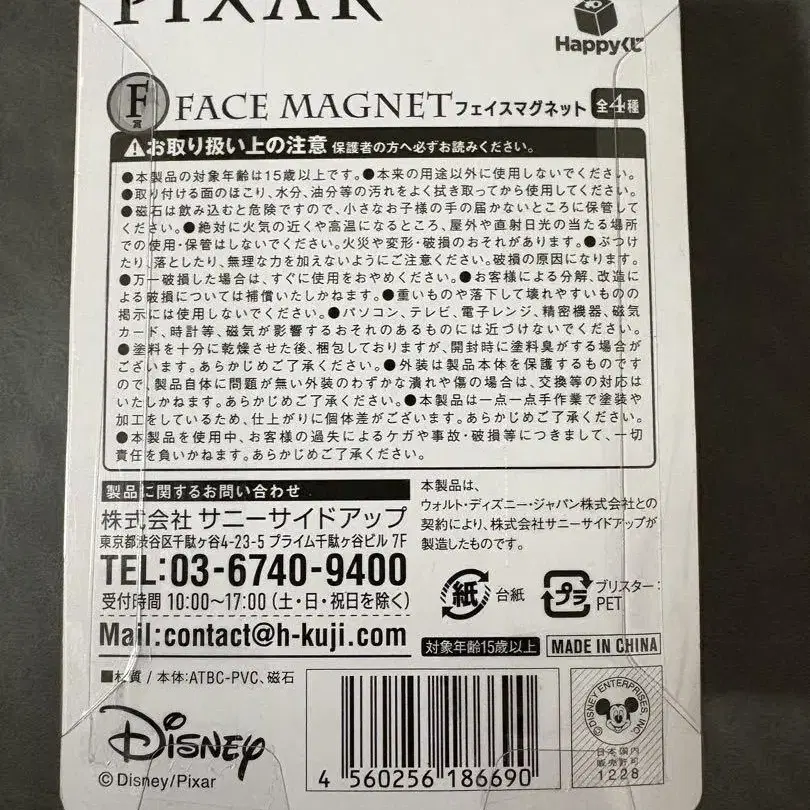 PIXAR
Happyくじ
F賞 FACE MAGNET フェイスマグネット 全4種
お取り扱い上の注意 保護者の方へ必ずお読みください。
●本製品の対象年齢は15歳以上です。●本来の用途以外に使用しないでください。
●取り付ける面のほこり、水分、油分等の汚れをよく拭き取ってから使用してください。
●磁石は飲み込むと危険ですので、小さなお子様の手の届かないところに保管して
ください。●絶対に火気の近くや高温になるところ、屋外や直射日光の当たる場所
での使用・保管はしないでください。火災や変形・破損のおそれがあります。●ぶつけ
たり、落としたり、無理な力を加えないようにご注意ください。破損の原因になります。
●万一破損した場合は、すぐに使用をおやめください。●お客様による分解、改造に
よる破損については補償いたしかねます。●重いものや落下して壊れやすいものの
掲示には使用しないでください。●パソコン、テレビ、電子レンジ、精密機器、磁気
カード、時計等、磁気が影響するおそれのあるものには近づけないでください。
●塗料を十分に乾燥させた後、梱包しておりますが、開封時に塗料臭がする場合が
ございます。あらかじめご了承ください。●外装は製品本体を保護するものですの
で、製品自体に問題が無い外装のわずかな潰れや傷の場合は、交換等の対応は
いたしかねます。あらかじめご了承ください。●本製品は一点一点手作業で塗装や
加工をしているため、仕上がりに個体差がございます。あらかじめご了承ください。
●本製品を使用中、お客様の過失によるケガや事故・破損等につきまして、一切
責任を負いかねます。あらかじめご了承ください。
製品に関するお問い合わせ
株式会社 サニーサイドアップ
東京都渋谷区千駄ヶ谷4-23-5 プライム千駄ヶ谷ビル 7F
TEL:03-6740-9400
受付時間 10:00〜17:00 (土・日・祝日を除く)
Mail:contact@h-kuji.com
本製品は、
ウォルト・ディズニー・ジャパン株式会社との
契約により、株式会社サニーサイドアップが
製造したものです。
紙 台紙
プラ ブリスター:
PET
対象年齢15歳以上 MADE IN CHINA
■材質 / 本体:ATBC-PVC、磁石
Disney
©Disney/Pixar
4 560256 186690
©DISNEY ENTERPRISES, INC.
日本国内
販売許可
1228